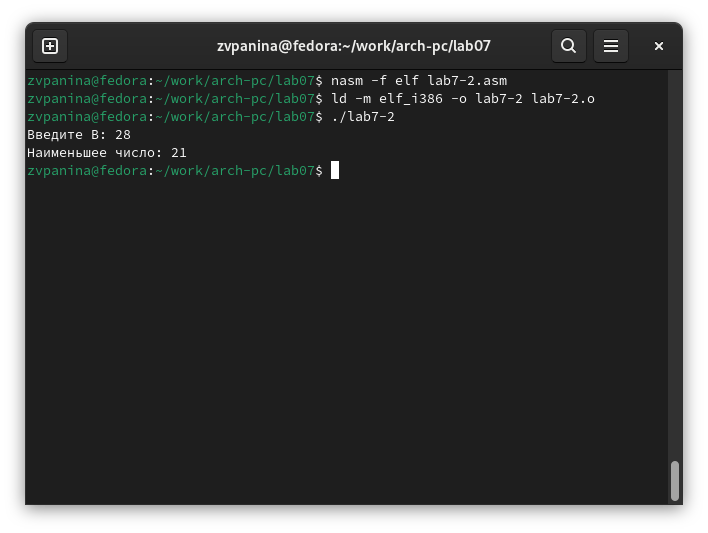 zvpanina@fedora:~/work/arch-pc/lab07
zvpanina@fedora:~/work/arch-pc/lab07$ nasm -f elf lab7-2.asm
zvpanina@fedora:~/work/arch-pc/lab07$ ld -m elf_i386 -o lab7-2 lab7-2.o
zvpanina@fedora:~/work/arch-pc/lab07$ ./lab7-2
Введите В: 28
Наименьшее число: 21
zvpanina@fedora:~/work/arch-pc/lab07$